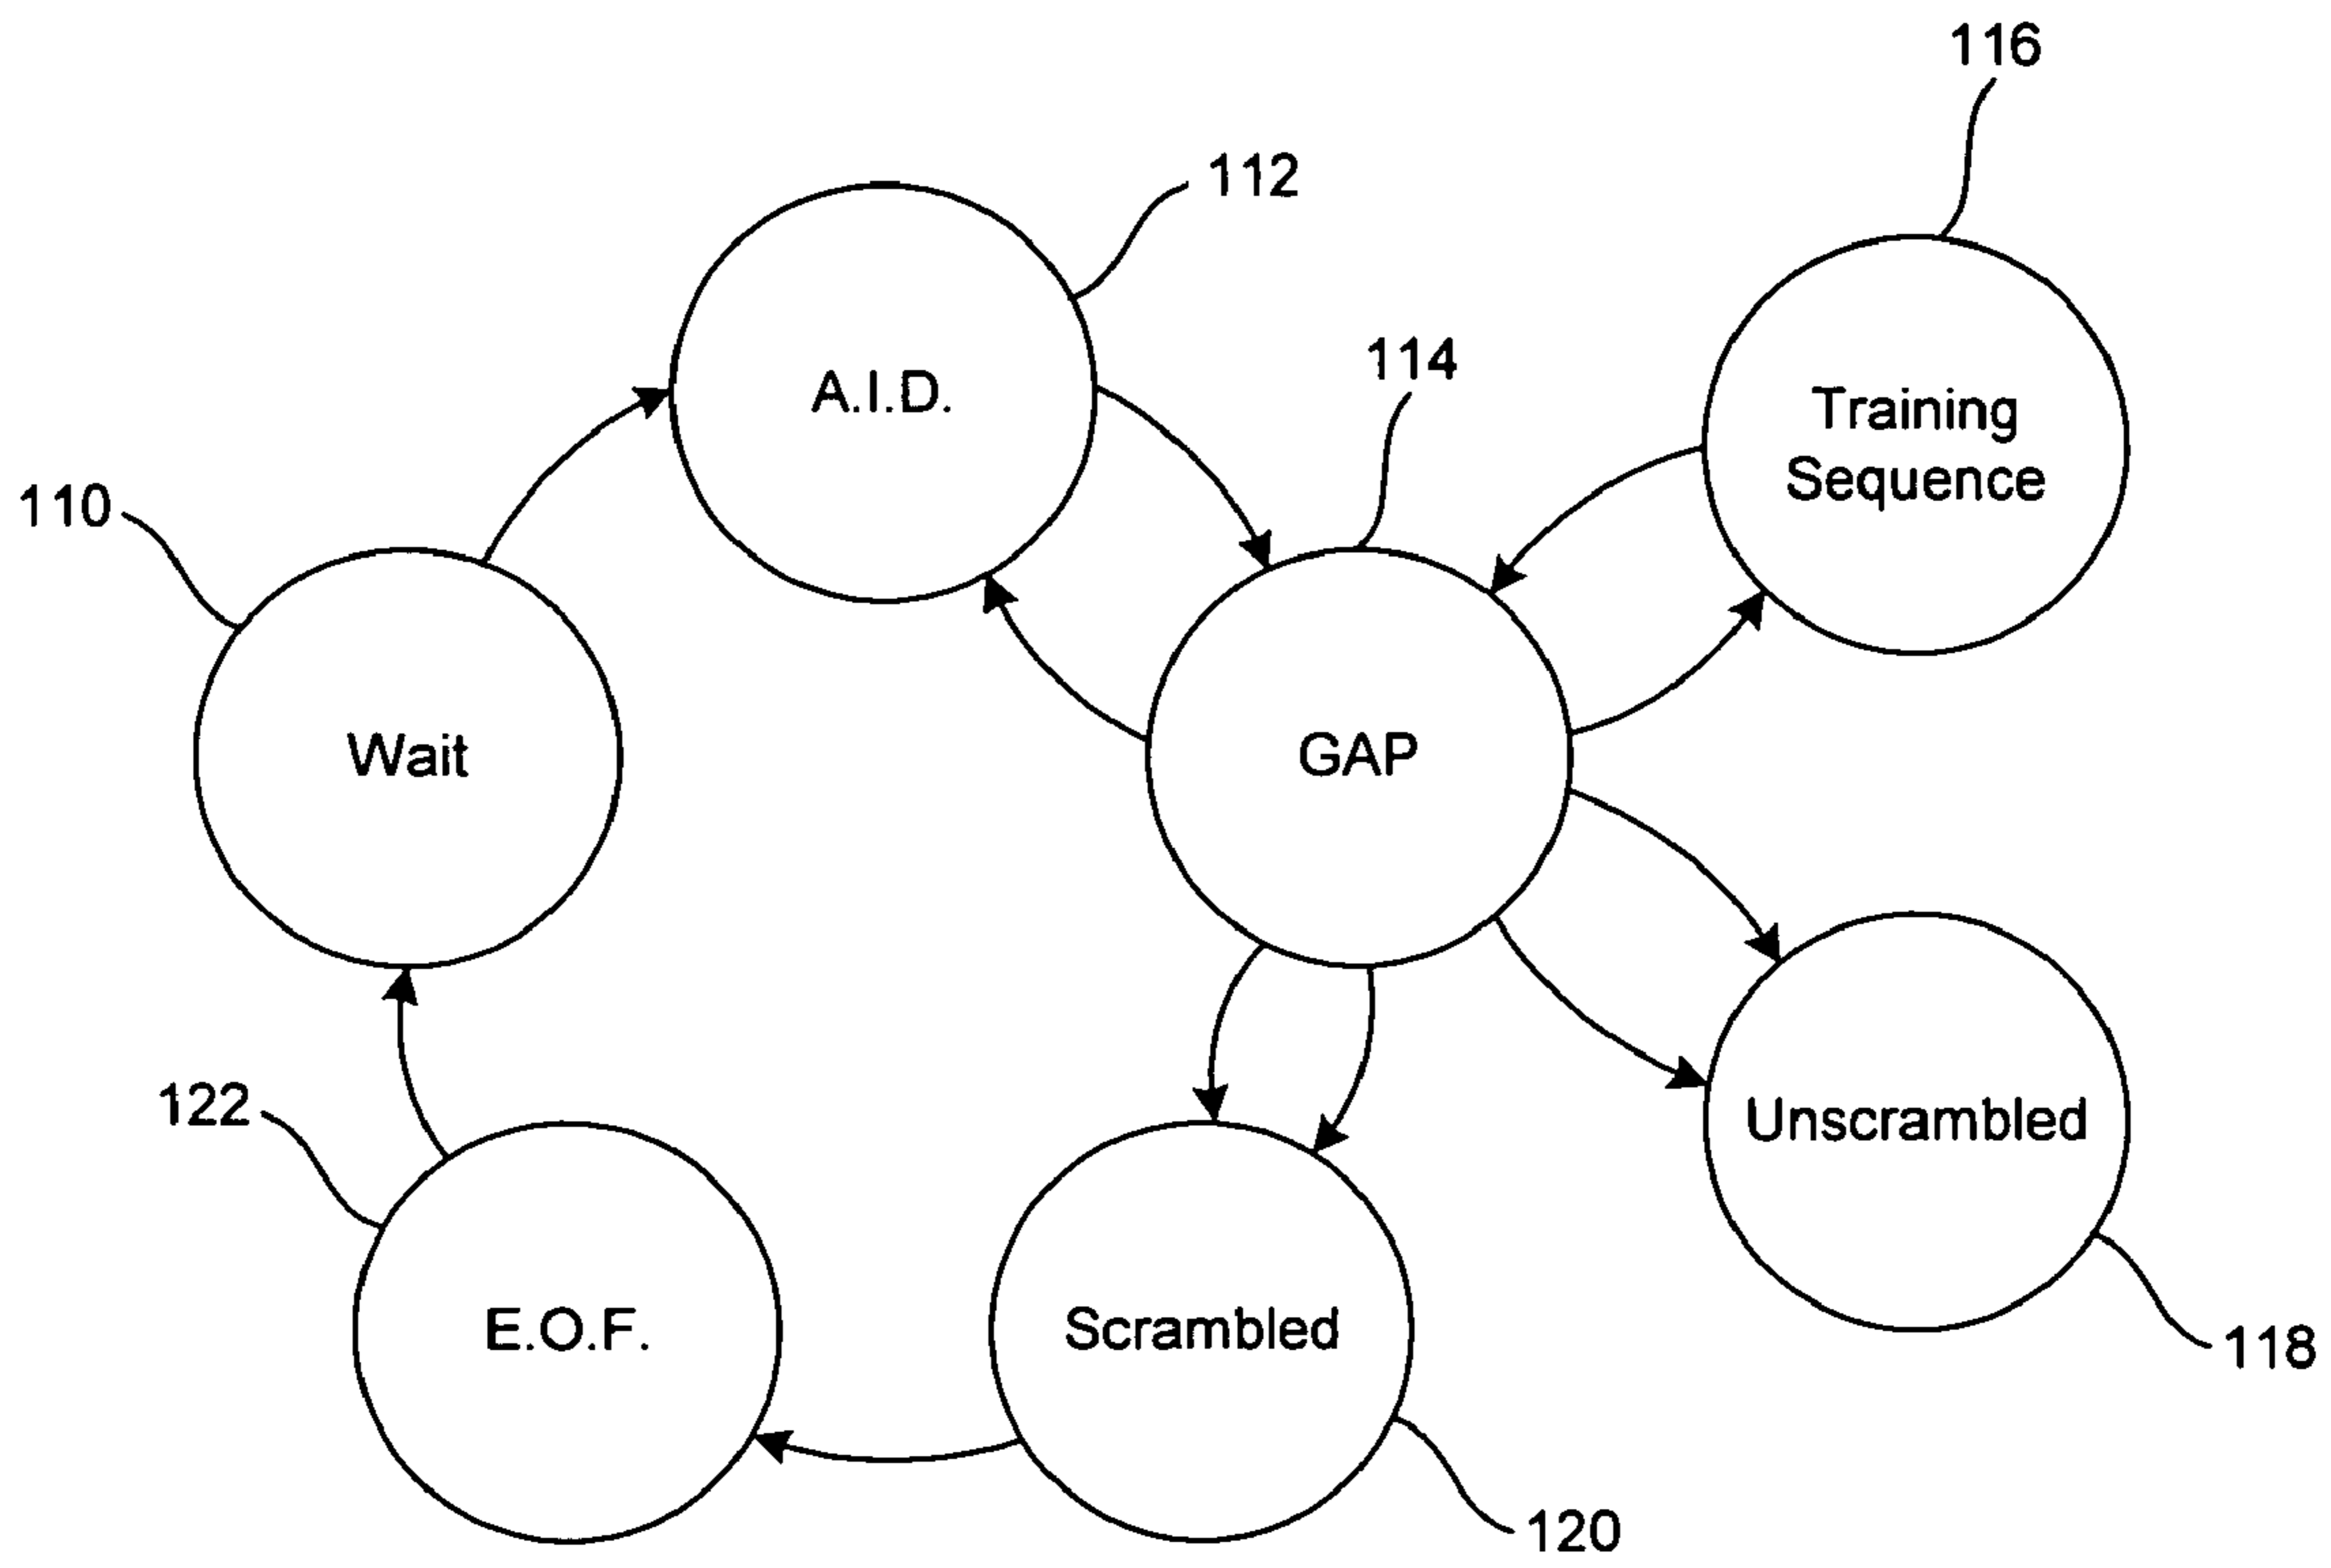 116
112
A.I.D.
114
Training
Sequence
110
Wait
GAP
122
Unscrambled
E.O.F.
Scrambled
118
120